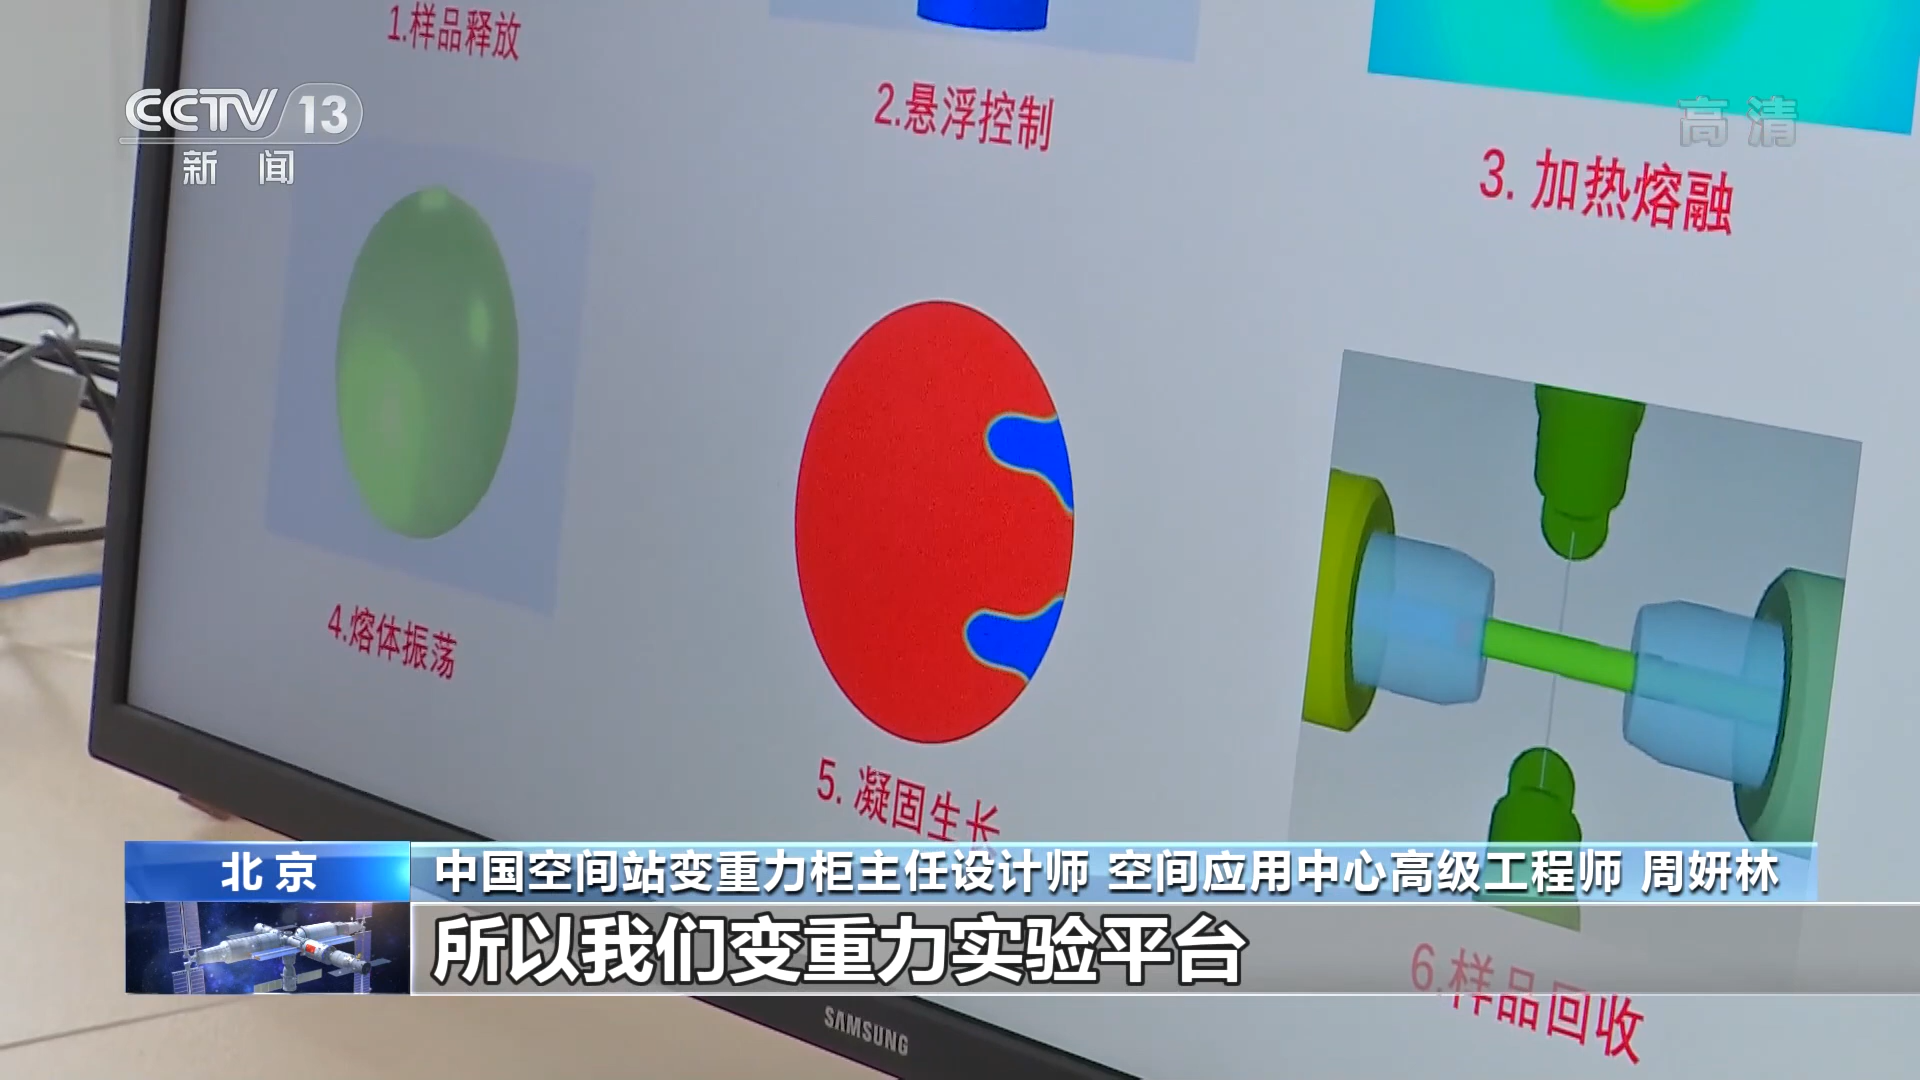 1.样品释放
2.悬浮控制
3. 加热熔融
CCTV 13
新闻
高清
4.熔体振荡
5. 凝固生长
6.样品回收
北京
中国空间站变重力柜主任设计师 空间应用中心高级工程师 周妍林
所以我们变重力实验平台
SAMSUNG